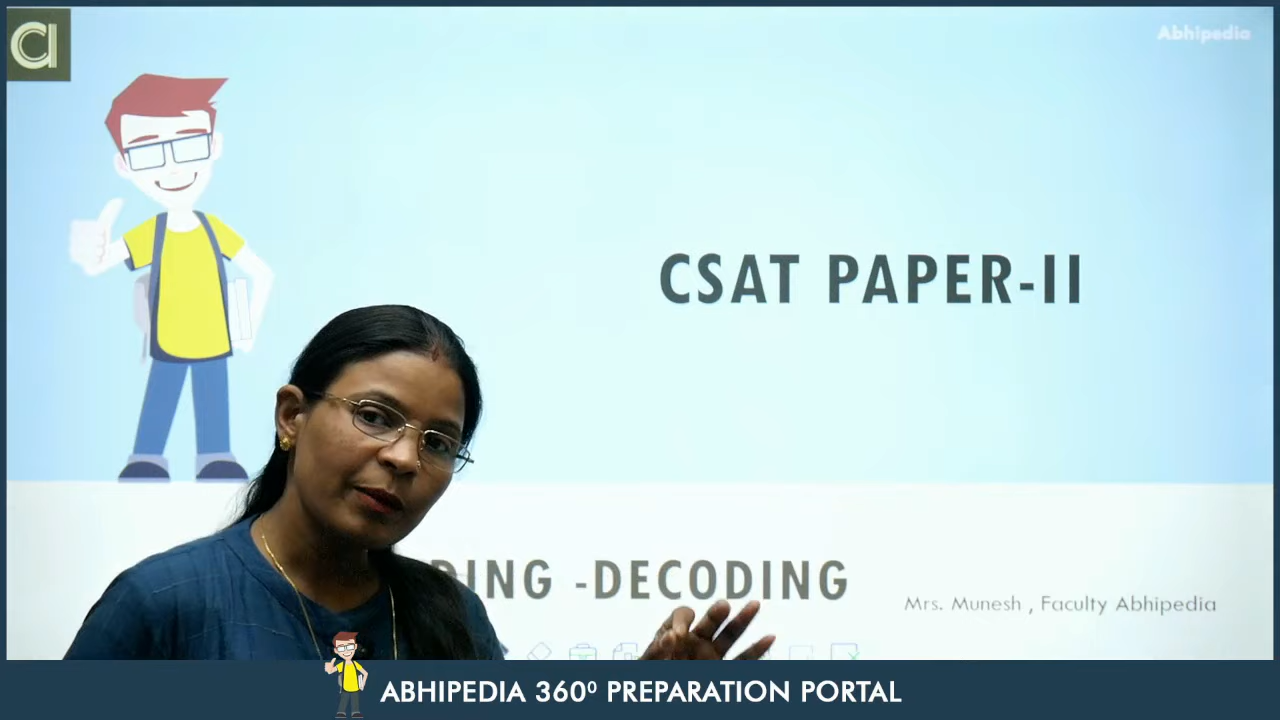 Abhipedia
CSAT PAPER-II
DING -DECODING
Mrs. Munesh , Faculty Abhipedia
ABHIPEDIA 360⁰ PREPARATION PORTAL